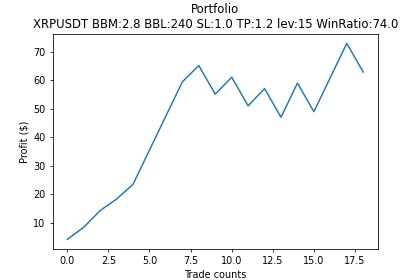 Portfolio
XRPUSDT BBM:2.8 BBL:240 SL:1.0 TP:1.2 lev:15 WinRatio:74.0
70
60
50
40
30
20
10
Profit ($)
0.0 2.5 5.0 7.5 10.0 12.5 15.0 17.5
Trade counts